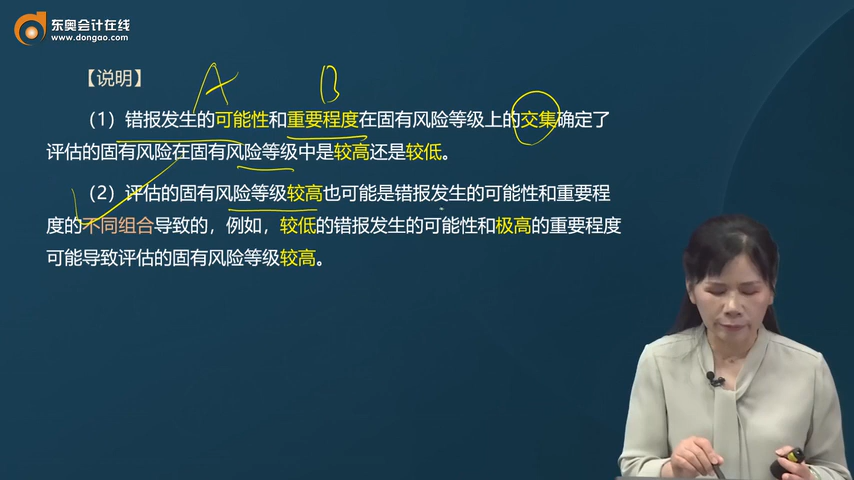 东奥会计在线
www.dongao.com
【说明】
A B
（1）错报发生的可能性和重要程度在固有风险等级上的交集确定了
评估的固有风险在固有风险等级中是较高还是较低。
（2）评估的固有风险等级较高也可能是错报发生的可能性和重要程
度的不同组合导致的，例如，较低的错报发生的可能性和极高的重要程度
可能导致评估的固有风险等级较高。